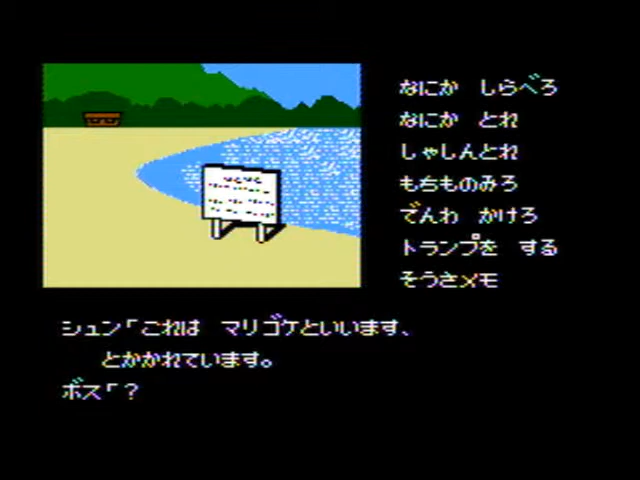 なにか しらべろ
なにか とれ
しゃしんとれ
もちものみろ
でんわ かけろ
トランプを する
そうさメモ
シュン「これは マリゴケといいます、
とかかれています。
ボス「？